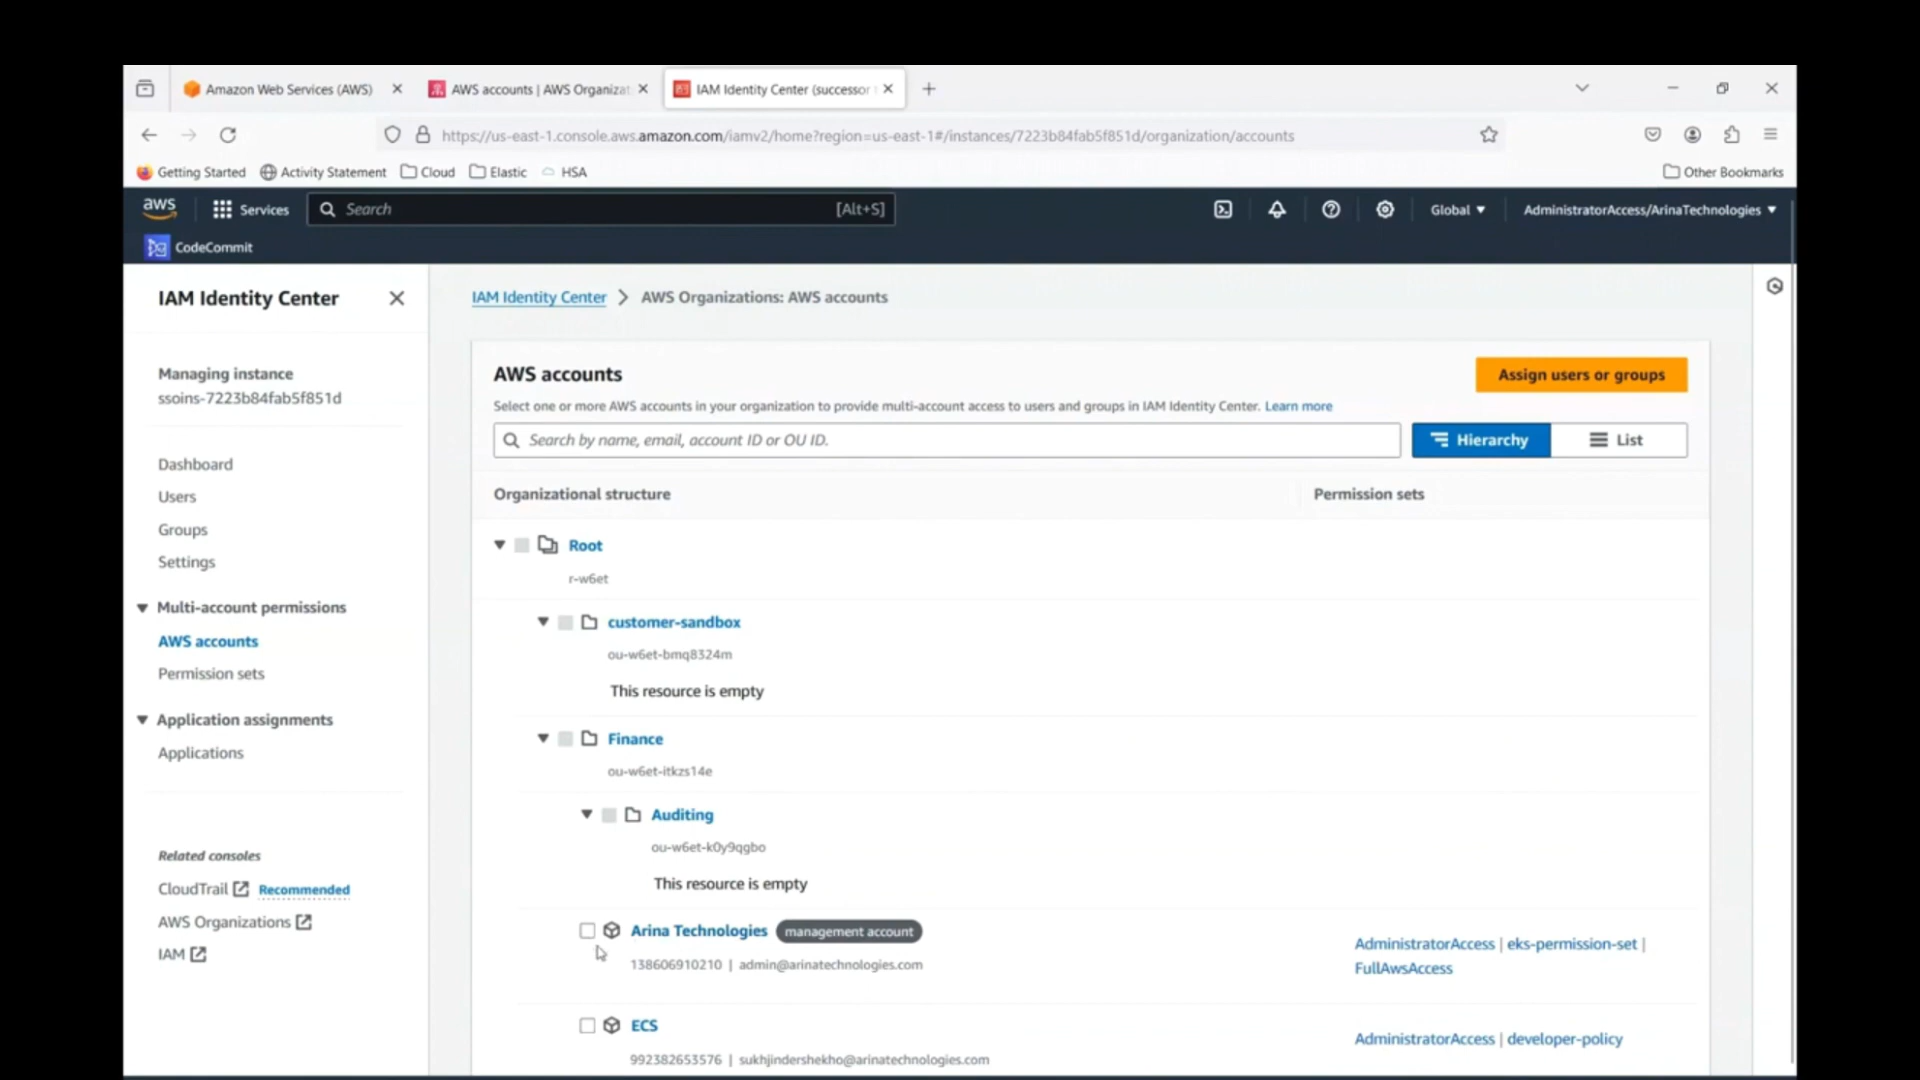 Amazon Web Services (AWS)
AWS accounts | AWS Organizat
IAM Identity Center (successor
https://us-east-1.console.aws.amazon.com/iamv2/home?region=us-east-1#/instances/7223b84fab5f851d/organization/accounts
Getting Started
Activity Statement
Cloud
Elastic
HSA
Other Bookmarks
aws
Services
Search
[Alt+S]
Global
AdministratorAccess/ArinaTechnologies
CodeCommit
IAM Identity Center
Managing instance
ssoins-7223b84fab5f851d
Dashboard
Users
Groups
Settings
Multi-account permissions
AWS accounts
Permission sets
Application assignments
Applications
Related consoles
CloudTrail Recommended
AWS Organizations
IAM
IAM Identity Center > AWS Organizations: AWS accounts
AWS accounts
Assign users or groups
Select one or more AWS accounts in your organization to provide multi-account access to users and groups in IAM Identity Center. Learn more
Search by name, email, account ID or OU ID.
Hierarchy
List
Organizational structure
Permission sets
Root
r-w6et
customer-sandbox
ou-w6et-bmq8324m
This resource is empty
Finance
ou-w6et-itkzs14e
Auditing
ou-w6et-k0y9qgbo
This resource is empty
Arina Technologies management account
138606910210 | admin@arinatechnologies.com
AdministratorAccess | eks-permission-set |
FullAwsAccess
ECS
992382653576 | sukhjindershekho@arinatechnologies.com
AdministratorAccess | developer-policy